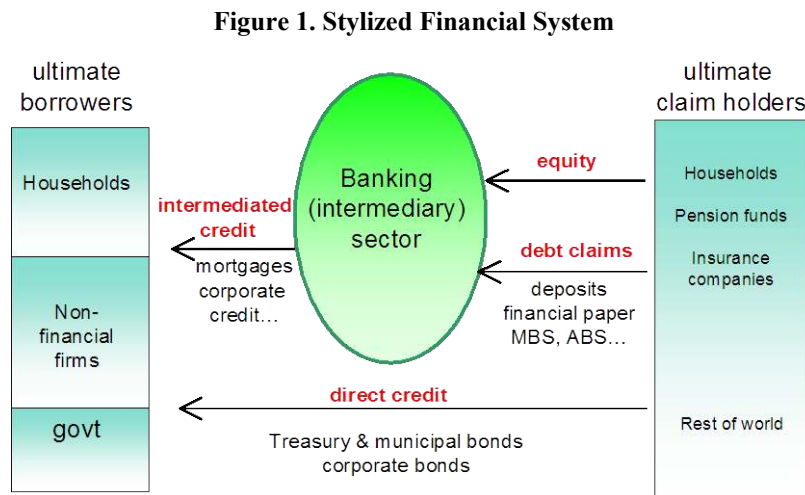 Figure 1. Stylized Financial System
ultimate
borrowers
Households
Non-
financial
firms
govt
intermediated
credit
mortgages
corporate
credit…
Banking
(intermediary)
sector
equity
debt claims
deposits
financial paper
MBS, ABS…
direct credit
Treasury & municipal bonds
corporate bonds
ultimate
claim holders
Households
Pension funds
Insurance
companies
Rest of world